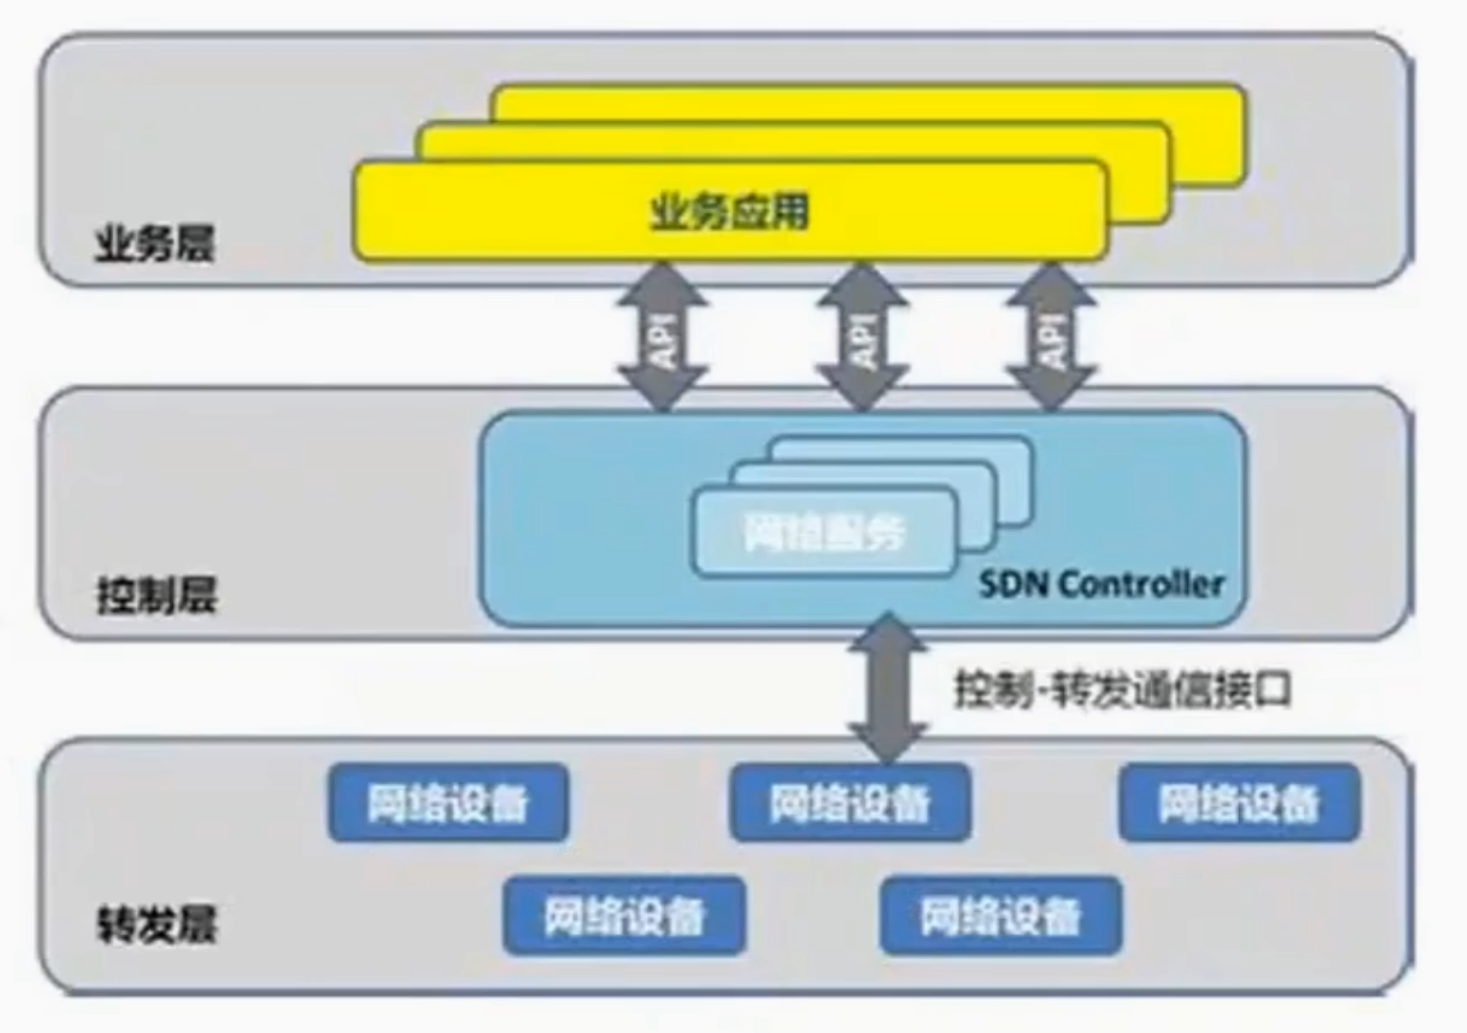 业务应用
业务层
API
API
API
网络服务
SDN Controller
控制层
控制-转发通信接口
网络设备
网络设备
网络设备
网络设备
网络设备
转发层